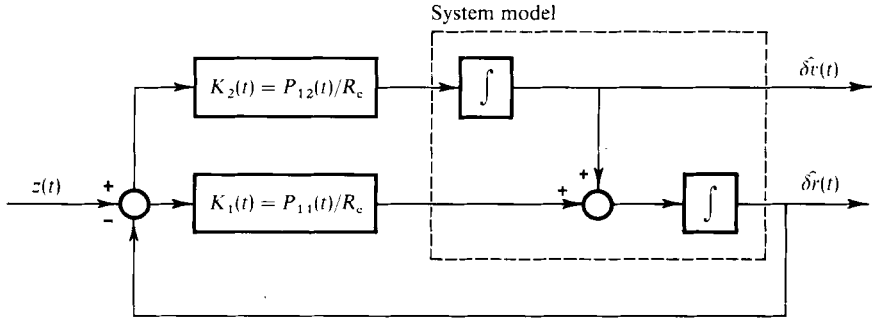 System model
K₂(t) = P₁₂(t)/R_c
∫
δv̂(t)
z(t)
+
−
K₁(t) = P₁₁(t)/R_c
+
+
∫
δr̂(t)